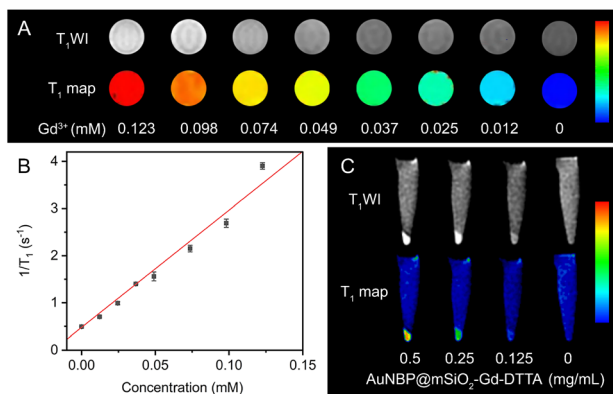 A
T₁WI
T₁ map
Gd³⁺ (mM) 0.123 0.098 0.074 0.049 0.037 0.025 0.012 0
B
4
3
2
1
0
1/T₁ (s⁻¹)
0.00 0.05 0.10 0.15
Concentration (mM)
C
T₁WI
T₁ map
0.5 0.25 0.125 0
AuNBP@mSiO₂-Gd-DTTA (mg/mL)